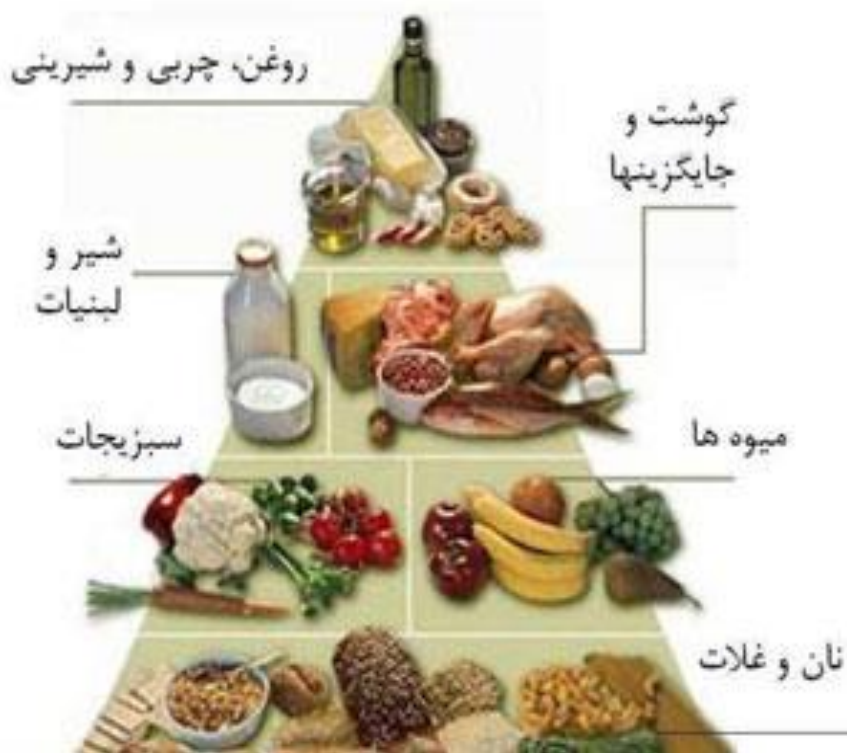 روغن، چربی و شیرینی
گوشت و
جایگزینها
شیر و
لبنیات
میوه ها
سبزیجات
نان و غلات